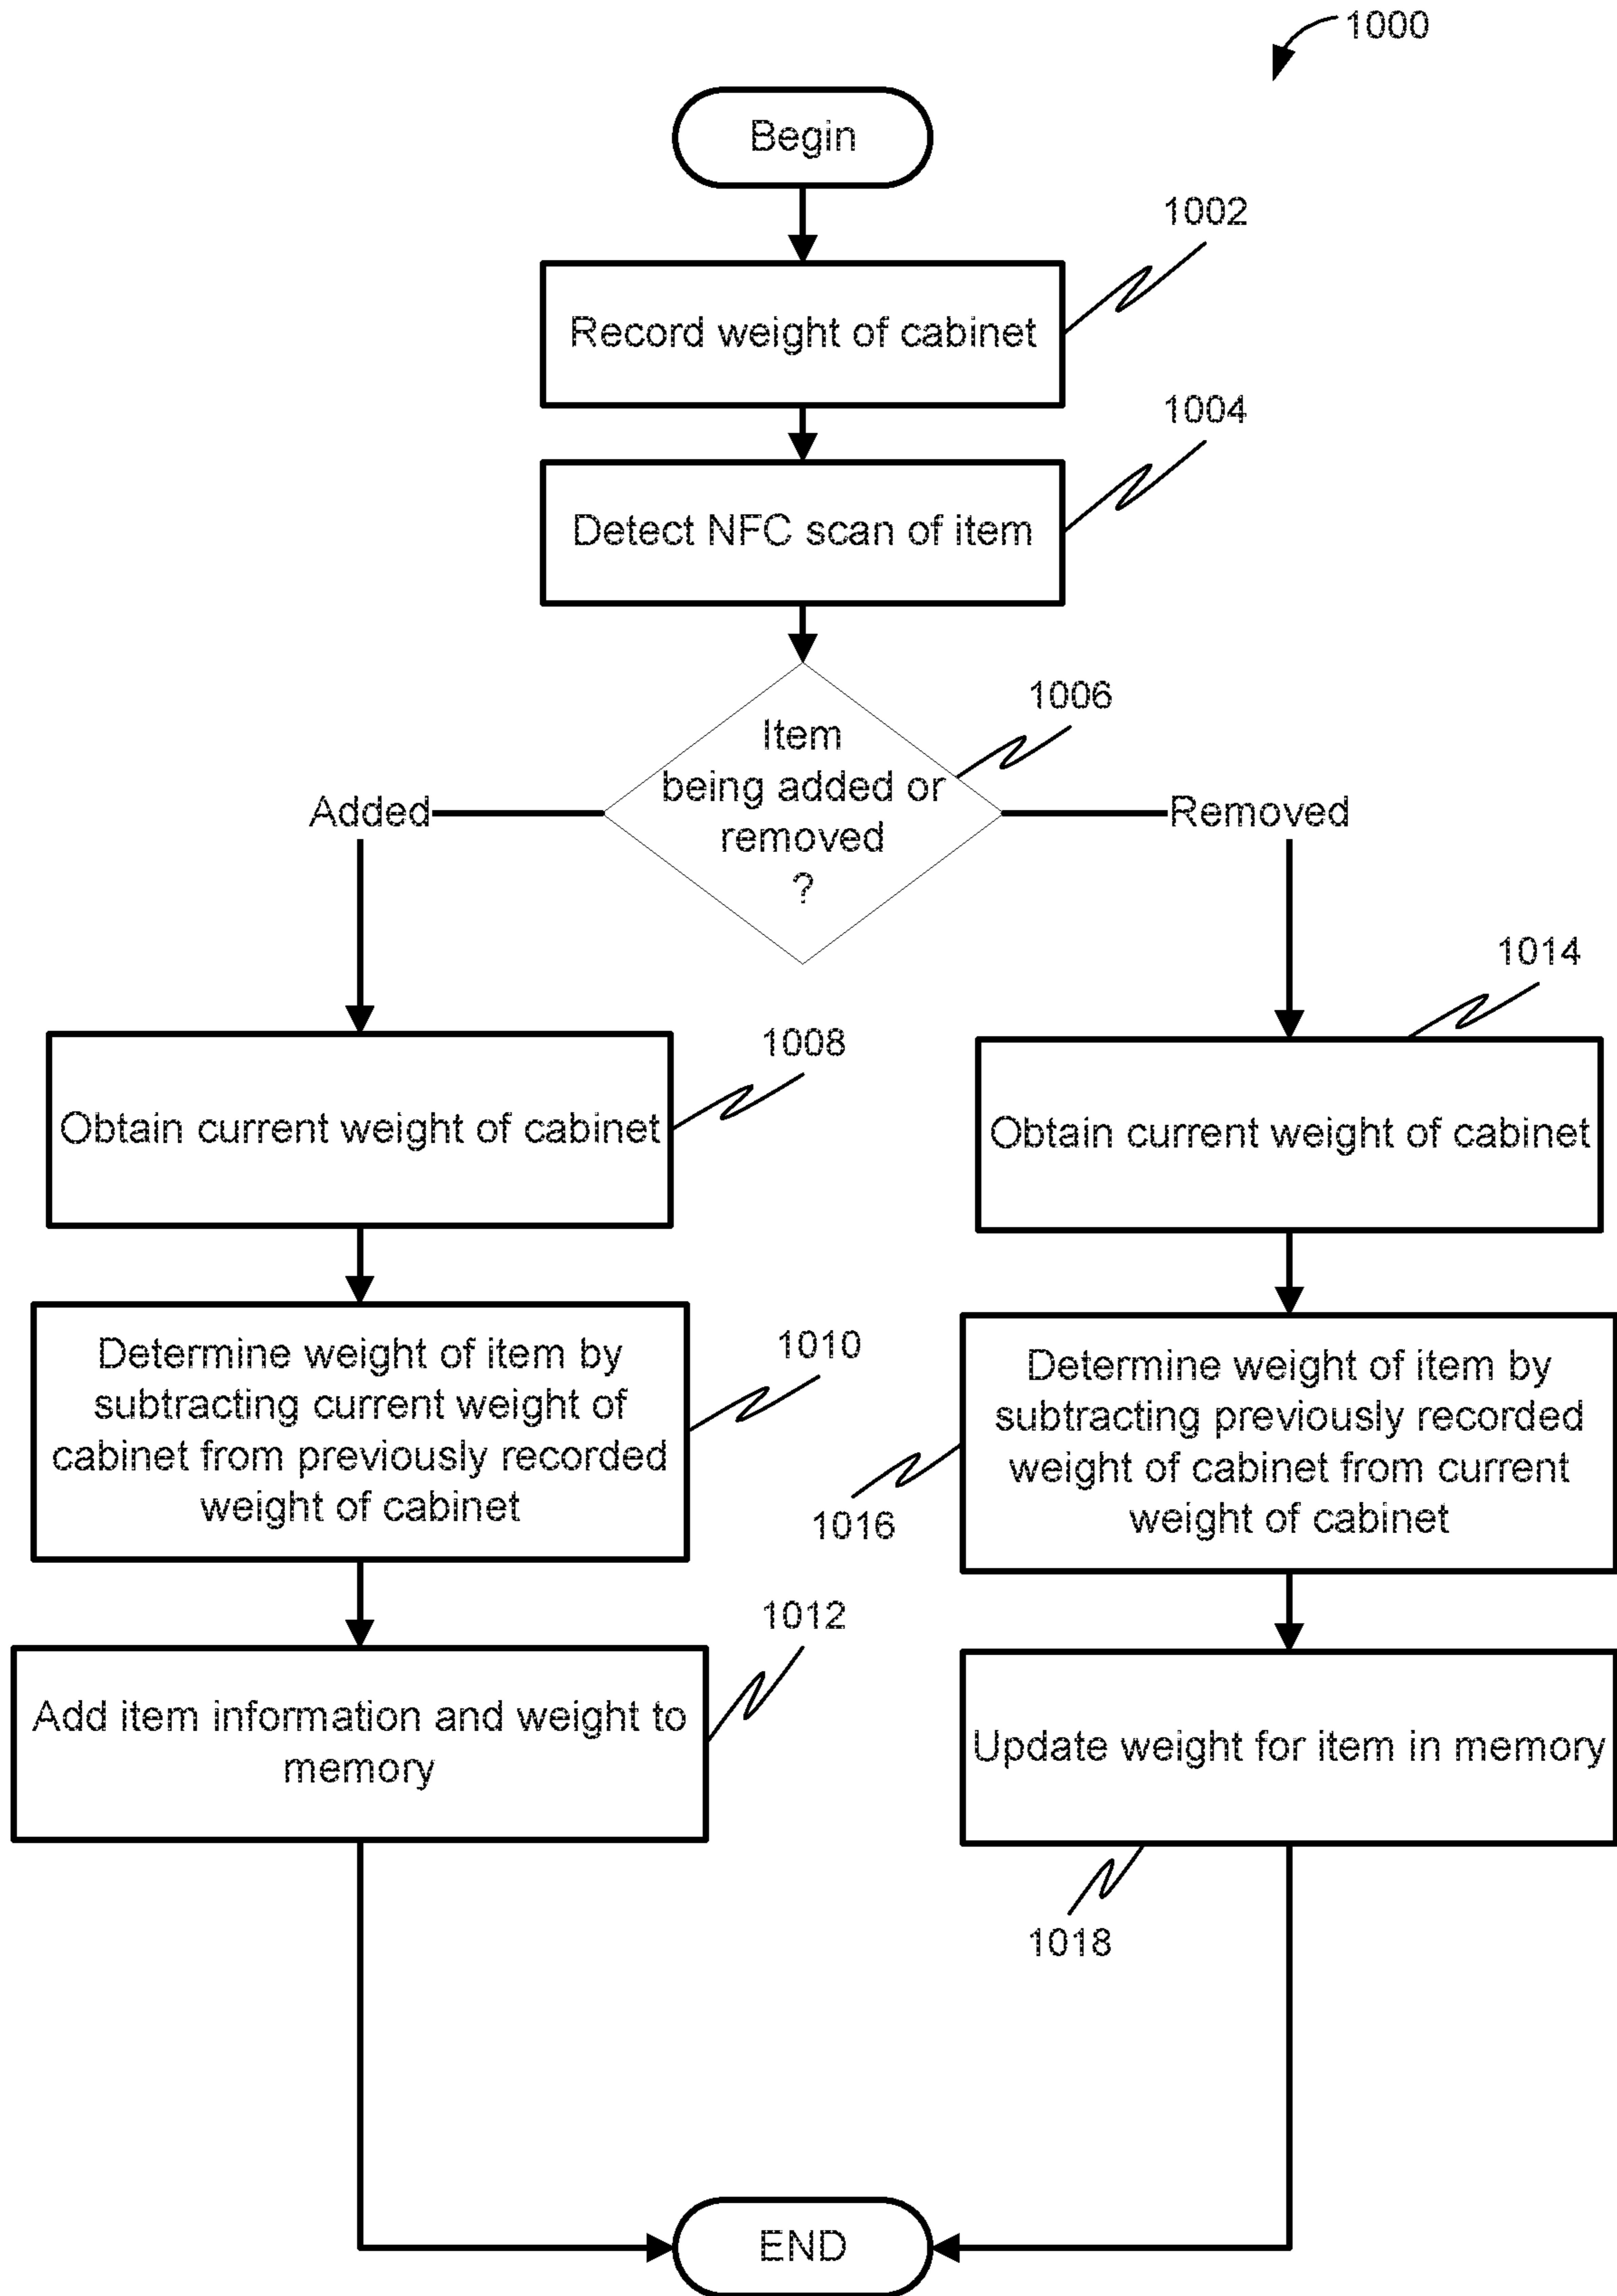 1000
Begin
1002
Record weight of cabinet
1004
Detect NFC scan of item
1006
Item
being added or
removed
?
Added
Removed
1008
Obtain current weight of cabinet
1010
Determine weight of item by
subtracting current weight of
cabinet from previously recorded
weight of cabinet
1012
Add item information and weight to
memory
1014
Obtain current weight of cabinet
Determine weight of item by
subtracting previously recorded
weight of cabinet from current
weight of cabinet
1016
Update weight for item in memory
1018
END